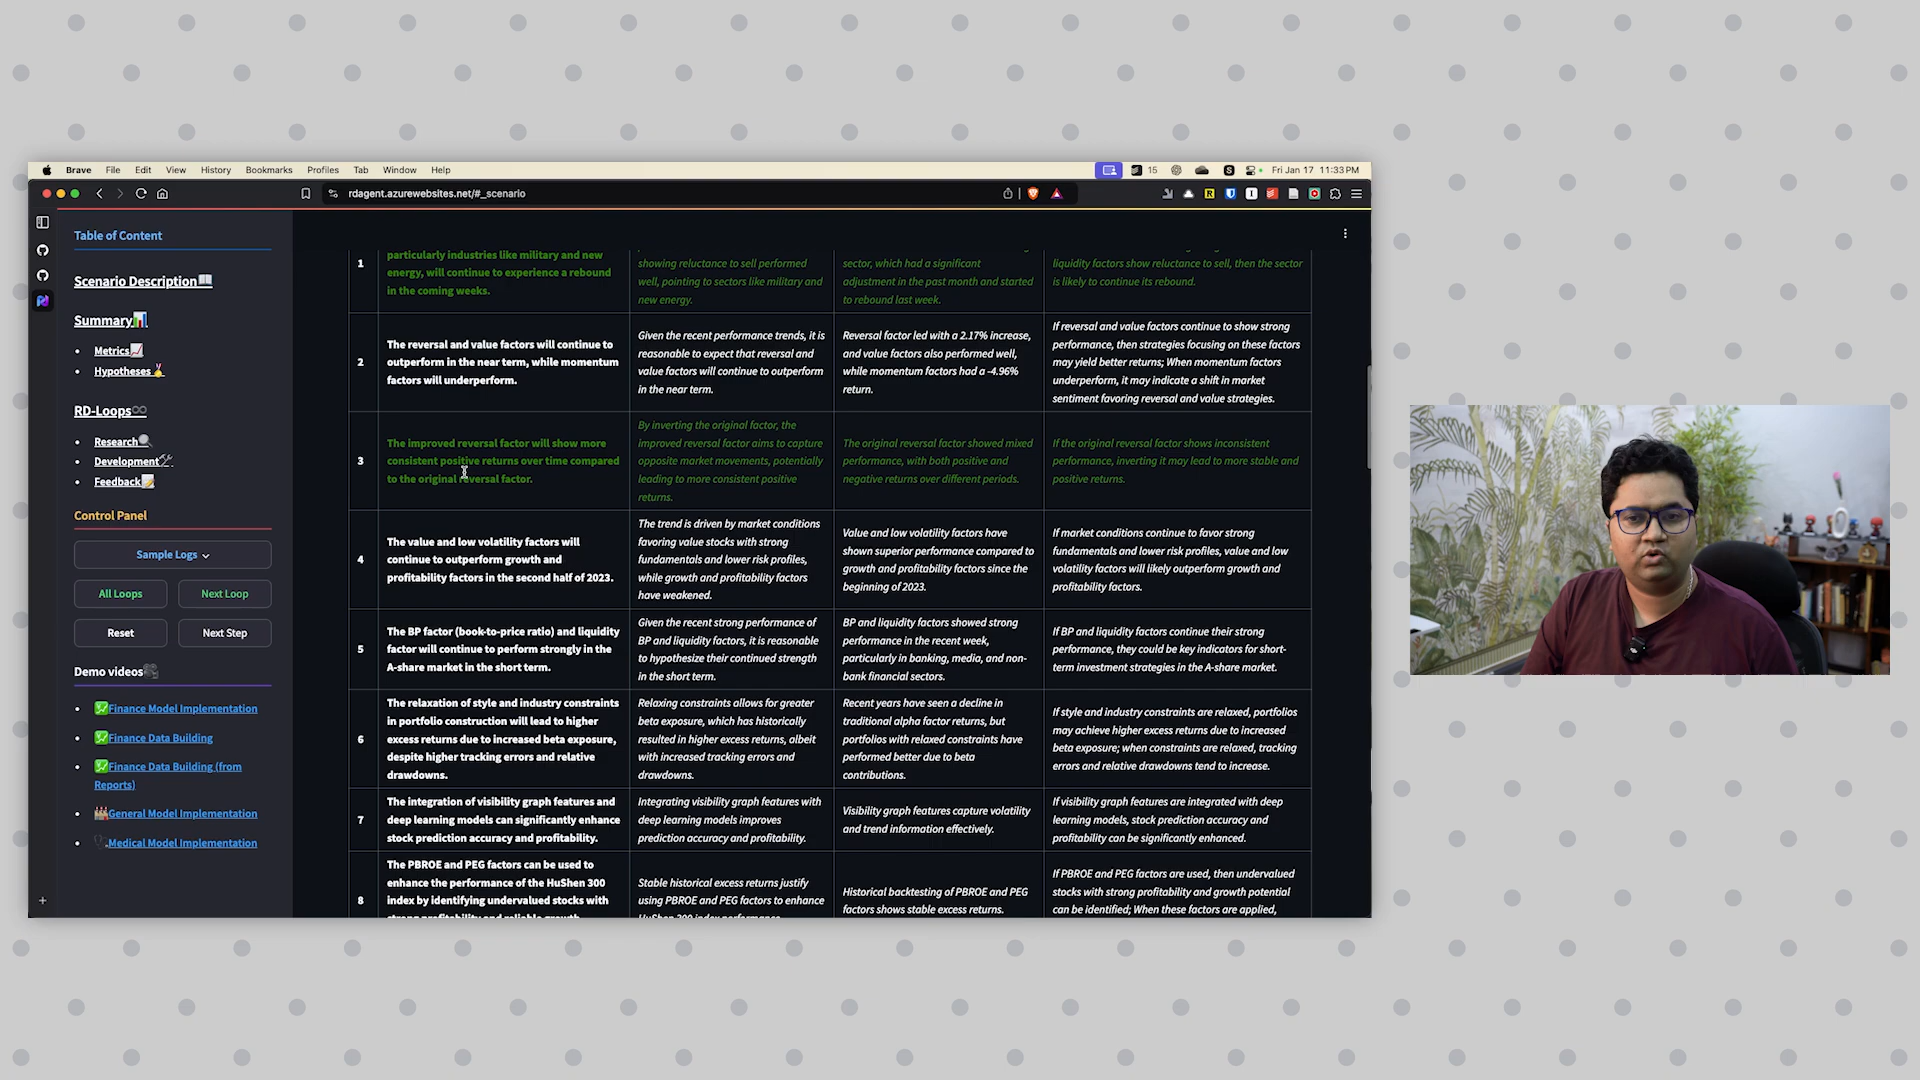 Brave File Edit View History Bookmarks Profiles Tab Window Help
15
Fri Jan 17 11:33 PM
rdagent.azurewebsites.net/#_scenario
Table of Content
Scenario Description
Summary
Metrics
Hypotheses
RD-Loops
Research
Development
Feedback
Control Panel
Sample Logs
All Loops
Next Loop
Reset
Next Step
Demo videos
Finance Model Implementation
Finance Data Building
Finance Data Building (from
Reports)
General Model Implementation
Medical Model Implementation
1
particularly industries like military and new
energy, will continue to experience a rebound
in the coming weeks.
showing reluctance to sell performed
well, pointing to sectors like military and
new energy.
sector, which had a significant
adjustment in the past month and started
to rebound last week.
liquidity factors show reluctance to sell, then the sector
is likely to continue its rebound.
2
The reversal and value factors will continue to
outperform in the near term, while momentum
factors will underperform.
Given the recent performance trends, it is
reasonable to expect that reversal and
value factors will continue to outperform
in the near term.
Reversal factor led with a 2.17% increase,
and value factors also performed well,
while momentum factors had a -4.96%
return.
If reversal and value factors continue to show strong
performance, then strategies focusing on these factors
may yield better returns; When momentum factors
underperform, it may indicate a shift in market
sentiment favoring reversal and value strategies.
3
The improved reversal factor will show more
consistent positive returns over time compared
to the original reversal factor.
By inverting the original factor, the
improved reversal factor aims to capture
opposite market movements, potentially
leading to more consistent positive
returns.
The original reversal factor showed mixed
performance, with both positive and
negative returns over different periods.
If the original reversal factor shows inconsistent
performance, inverting it may lead to more stable and
positive returns.
4
The value and low volatility factors will
continue to outperform growth and
profitability factors in the second half of 2023.
The trend is driven by market conditions
favoring value stocks with strong
fundamentals and lower risk profiles,
while growth and profitability factors
have weakened.
Value and low volatility factors have
shown superior performance compared to
growth and profitability factors since the
beginning of 2023.
If market conditions continue to favor strong
fundamentals and lower risk profiles, value and low
volatility factors will likely outperform growth and
profitability factors.
5
The BP factor (book-to-price ratio) and liquidity
factor will continue to perform strongly in the
A-share market in the short term.
Given the recent strong performance of
BP and liquidity factors, it is reasonable
to hypothesize their continued strength
in the short term.
BP and liquidity factors showed strong
performance in the recent week,
particularly in banking, media, and non-
bank financial sectors.
If BP and liquidity factors continue their strong
performance, they could be key indicators for short-
term investment strategies in the A-share market.
6
The relaxation of style and industry constraints
in portfolio construction will lead to higher
excess returns due to increased beta exposure,
despite higher tracking errors and relative
drawdowns.
Relaxing constraints allows for greater
beta exposure, which has historically
resulted in higher excess returns, albeit
with increased tracking errors and
drawdowns.
Recent years have seen a decline in
traditional alpha factor returns, but
portfolios with relaxed constraints have
performed better due to beta
contributions.
If style and industry constraints are relaxed, portfolios
may achieve higher excess returns due to increased
beta exposure; when constraints are relaxed, tracking
errors and relative drawdowns tend to increase.
7
The integration of visibility graph features and
deep learning models can significantly enhance
stock prediction accuracy and profitability.
Integrating visibility graph features with
deep learning models improves
prediction accuracy and profitability.
Visibility graph features capture volatility
and trend information effectively.
If visibility graph features are integrated with deep
learning models, stock prediction accuracy and
profitability can be significantly enhanced.
8
The PBROE and PEG factors can be used to
enhance the performance of the HuShen 300
index by identifying undervalued stocks with
strong profitability and reliable growth
Stable historical excess returns justify
using PBROE and PEG factors to enhance
HuShen 300 index performance
Historical backtesting of PBROE and PEG
factors shows stable excess returns.
If PBROE and PEG factors are used, then undervalued
stocks with strong profitability and growth potential
can be identified; When these factors are applied,